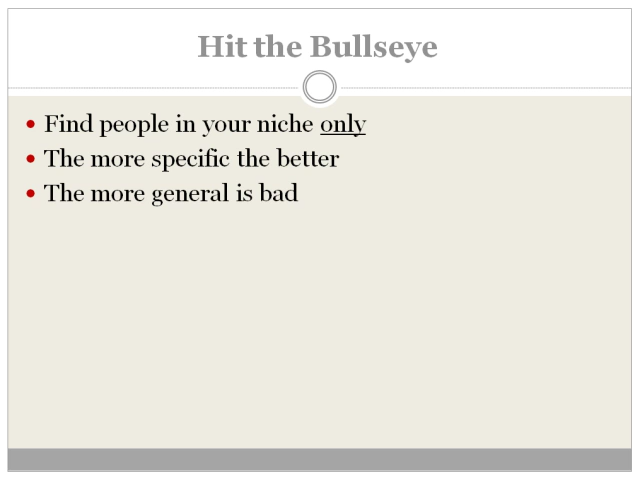 Hit the Bullseye
• Find people in your niche only
• The more specific the better
• The more general is bad